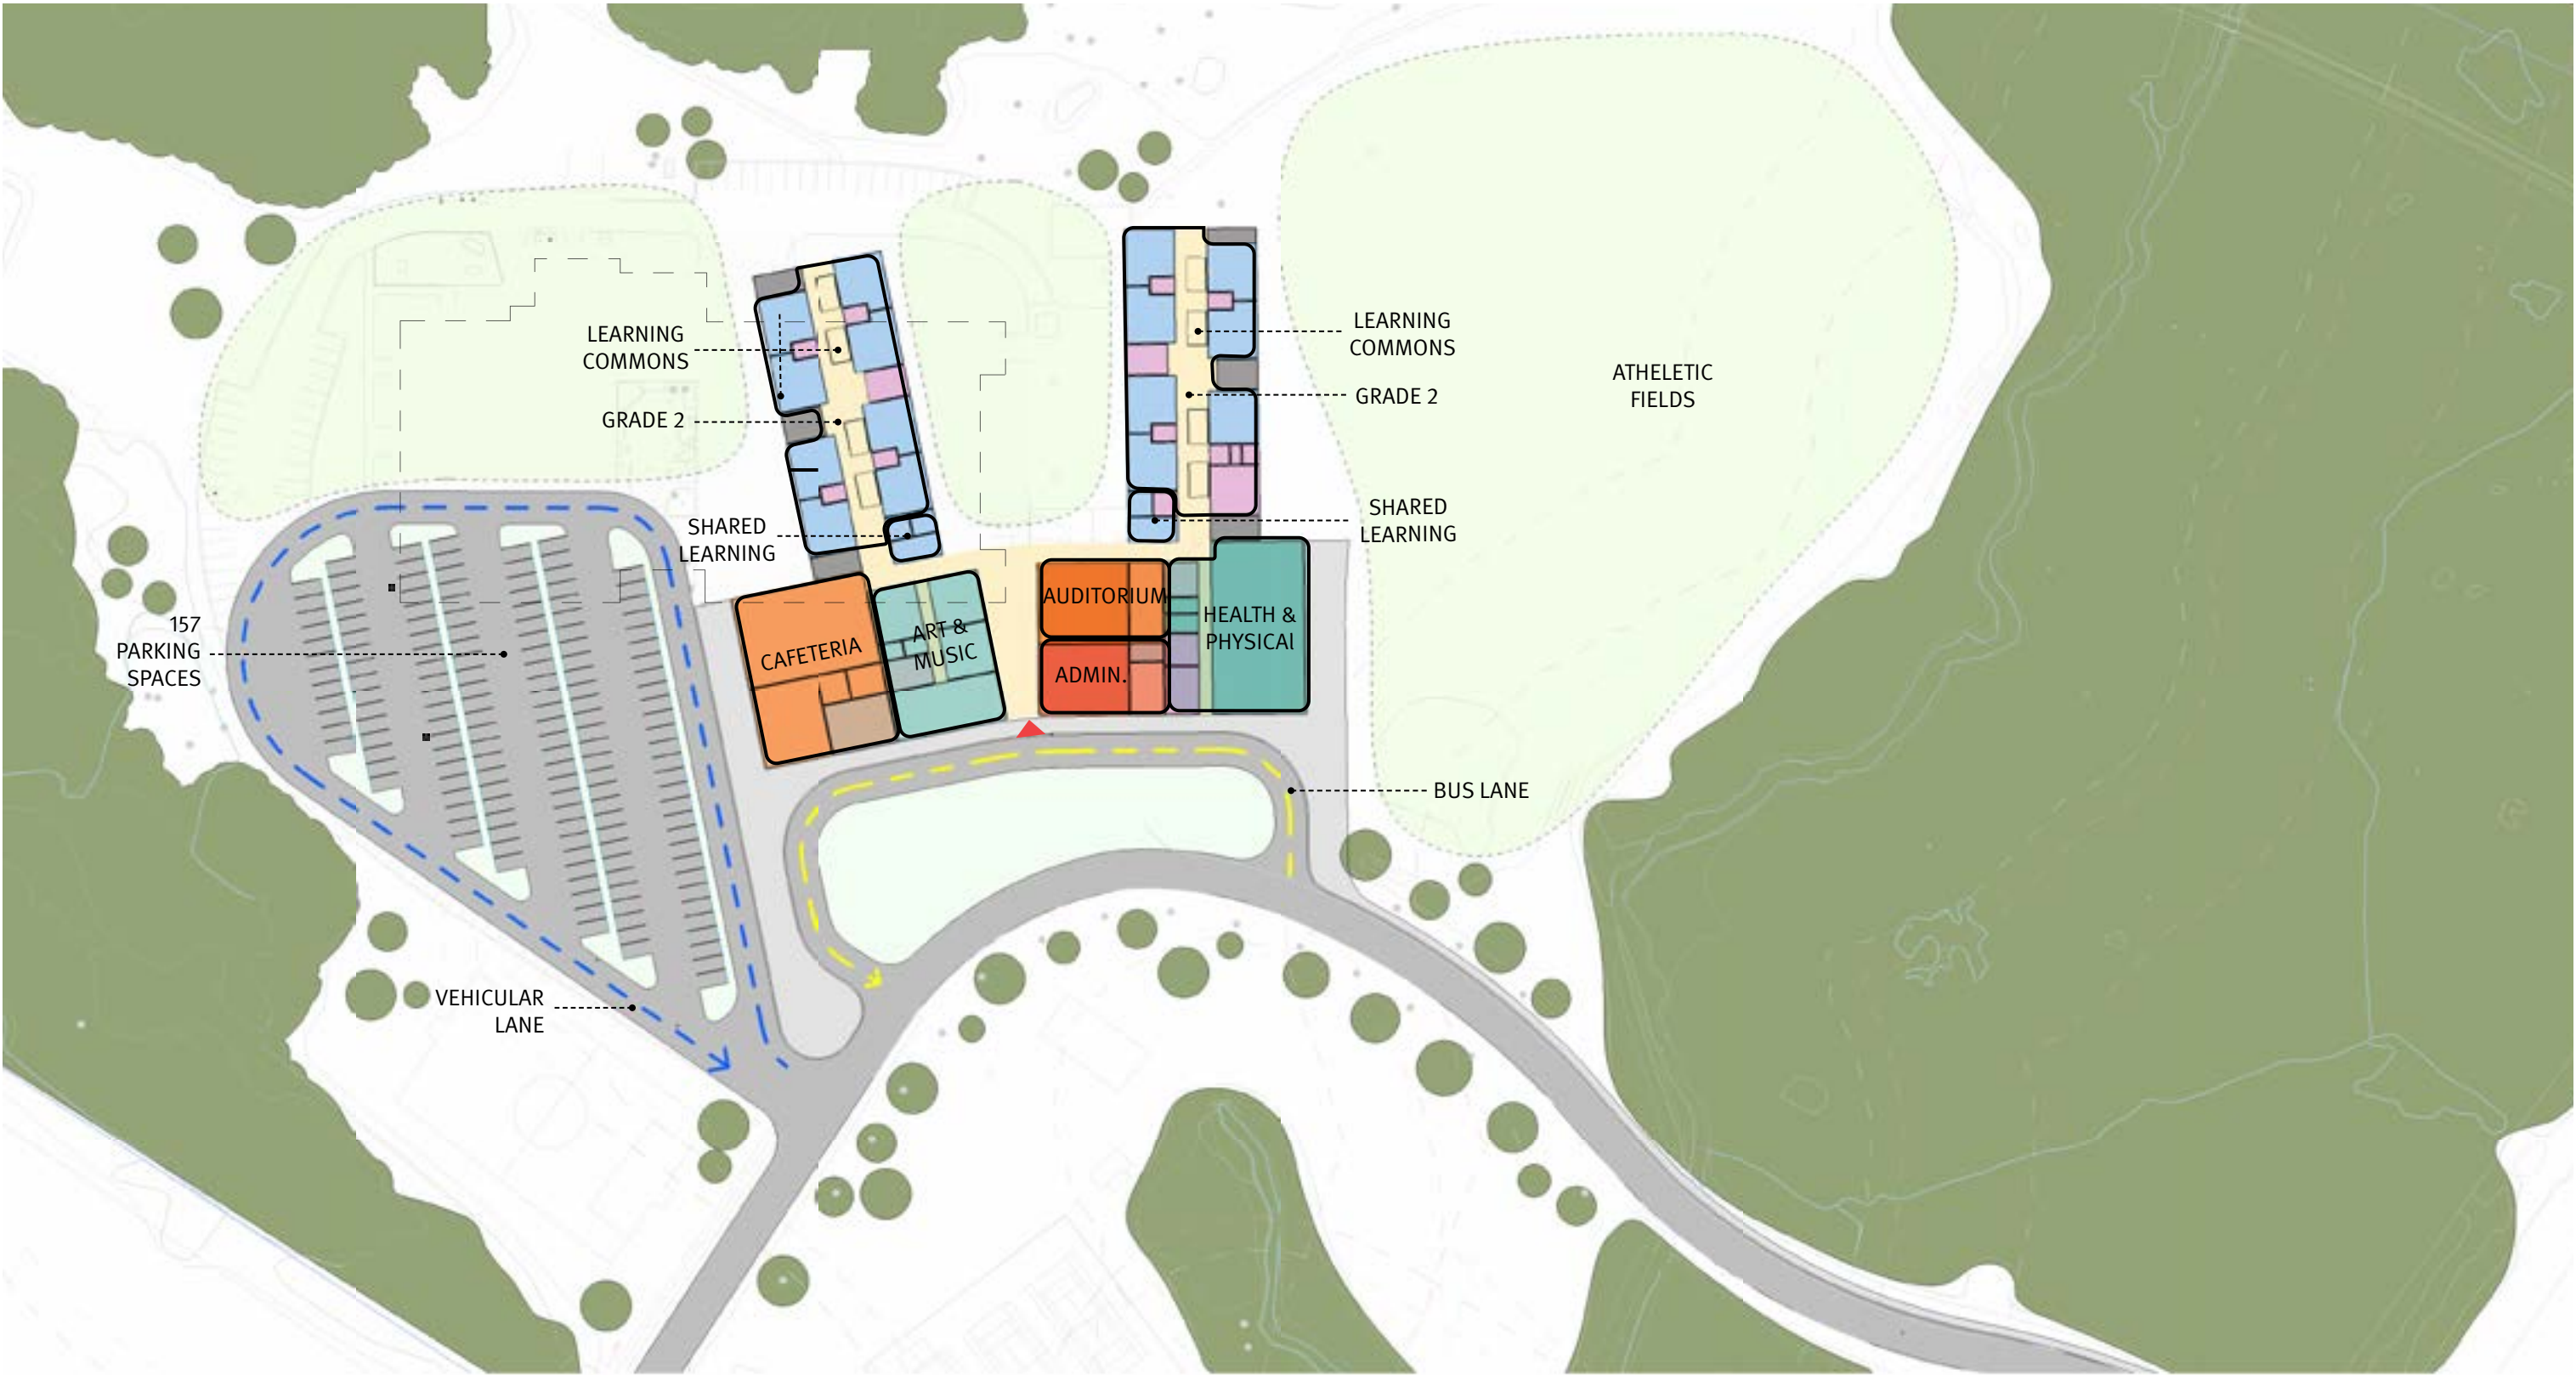 LEARNING
COMMONS
GRADE 2
SHARED
LEARNING
LEARNING
COMMONS
GRADE 2
SHARED
LEARNING
ATHELETIC
FIELDS
157
PARKING
SPACES
CAFETERIA
ART &
MUSIC
AUDITORIUM
ADMIN.
HEALTH &
PHYSICAl
BUS LANE
VEHICULAR
LANE